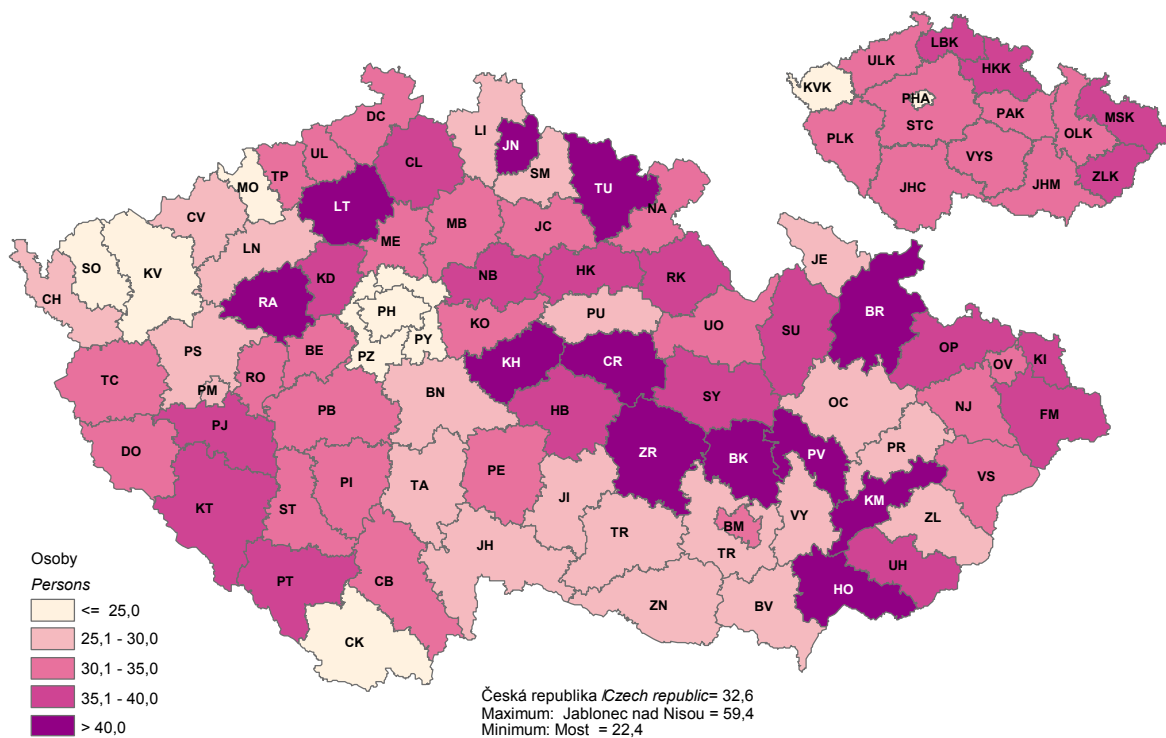 LBK
ULK
HKK
KVK
PHA
PAK
MSK
STC
OLK
PLK
VYS
ZLK
JHC
JHM
DC
LI
JN
UL
CL
SM
TP
MO
TU
LT
NA
CV
MB
JC
ME
LN
JE
SO
KV
KD
NB
HK
RK
CH
RA
PH
BR
PU
KO
UO
SU
PY
OP
KI
BE
PZ
PS
KH
CR
OV
TC
RO
PM
BN
OC
NJ
FM
PB
HB
SY
PJ
PR
DO
ZR
BK
PV
PE
VS
PI
TA
JI
KM
KT
ST
VY
ZL
BM
TR
TR
JH
UH
PT
CB
HO
ZN
BV
CK
Osoby
Persons
<= 25,0
25,1 - 30,0
30,1 - 35,0
35,1 - 40,0
> 40,0
Česká republika /Czech republic= 32,6
Maximum: Jablonec nad Nisou = 59,4
Minimum: Most = 22,4